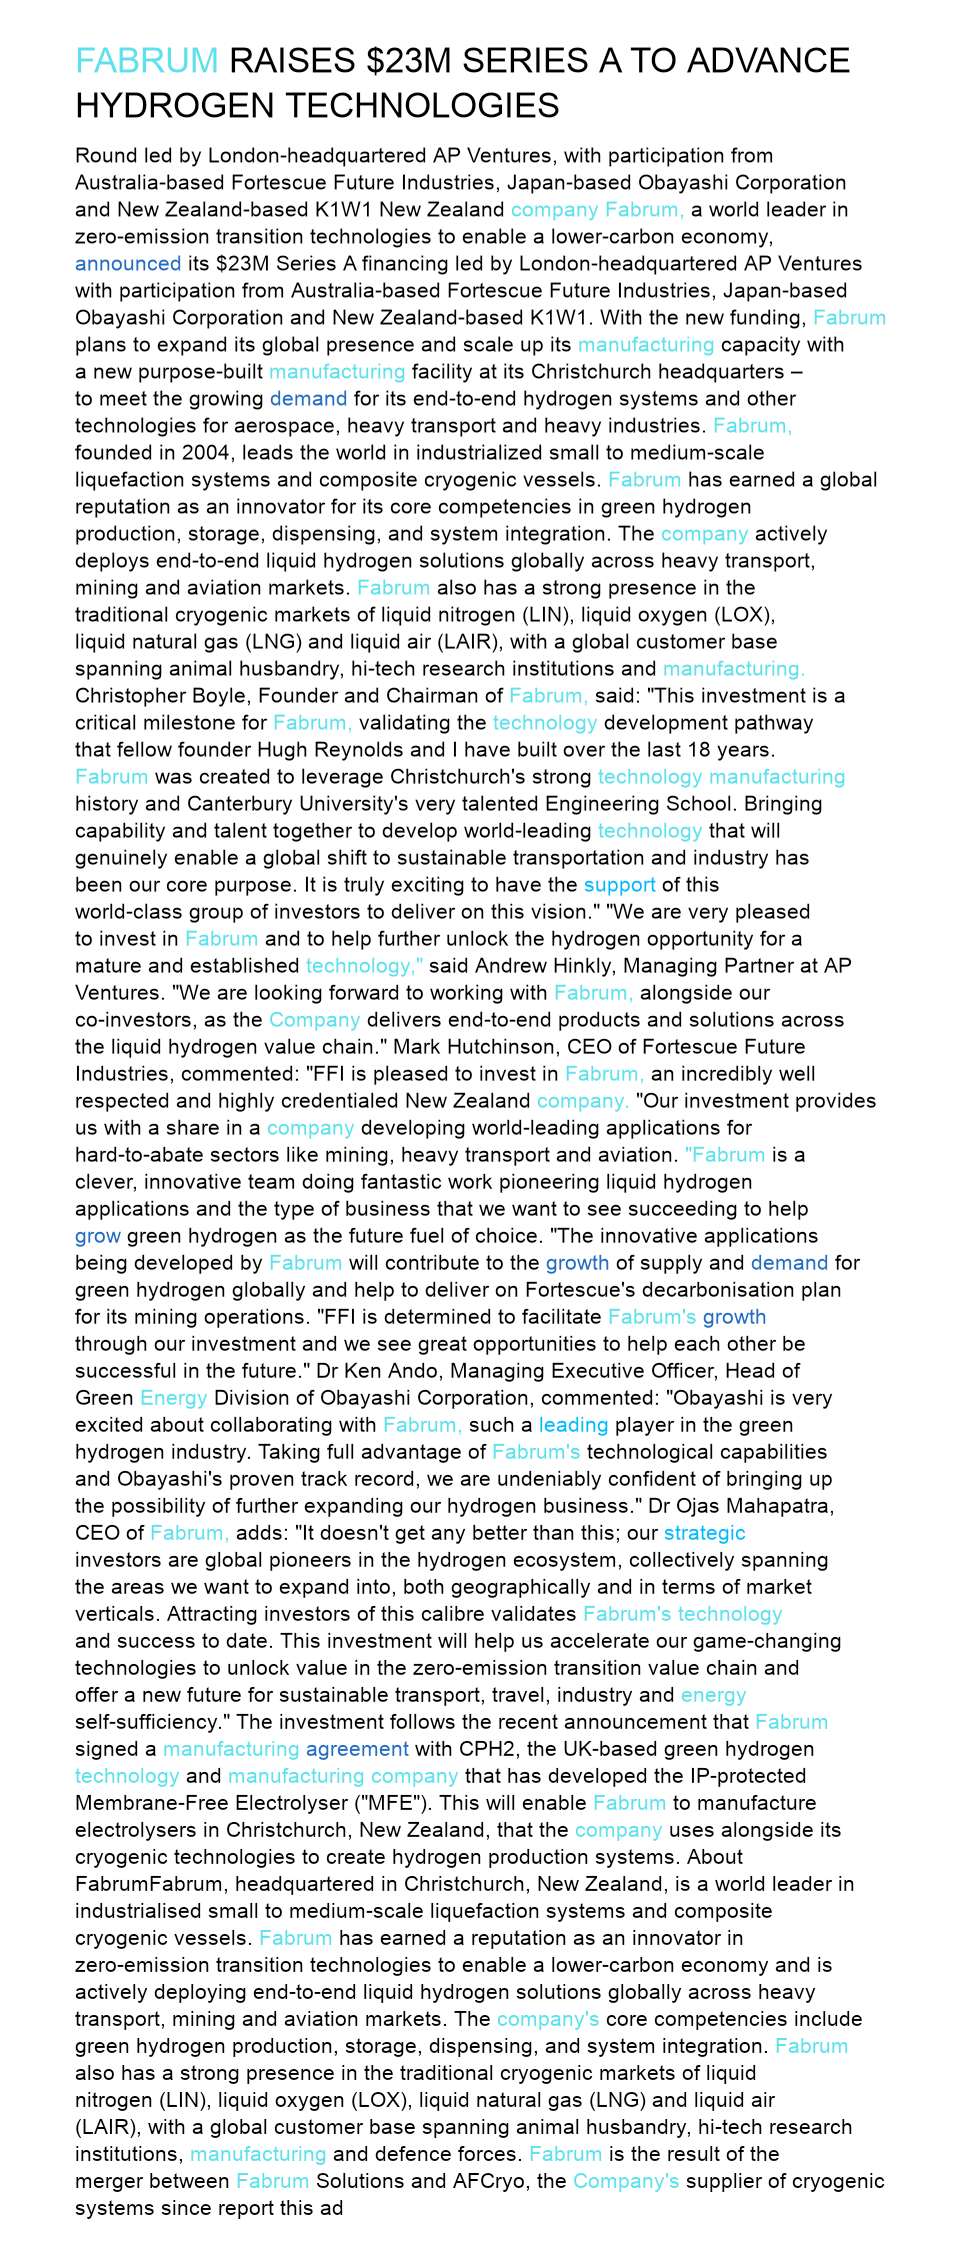 FABRUM RAISES $23M SERIES A TO ADVANCE
HYDROGEN TECHNOLOGIES
Round led by London-headquartered AP Ventures, with participation from
Australia-based Fortescue Future Industries, Japan-based Obayashi Corporation
and New Zealand-based K1W1 New Zealand company Fabrum, a world leader in
zero-emission transition technologies to enable a lower-carbon economy,
announced its $23M Series A financing led by London-headquartered AP Ventures
with participation from Australia-based Fortescue Future Industries, Japan-based
Obayashi Corporation and New Zealand-based K1W1. With the new funding, Fabrum
plans to expand its global presence and scale up its manufacturing capacity with
a new purpose-built manufacturing facility at its Christchurch headquarters –
to meet the growing demand for its end-to-end hydrogen systems and other
technologies for aerospace, heavy transport and heavy industries. Fabrum,
founded in 2004, leads the world in industrialized small to medium-scale
liquefaction systems and composite cryogenic vessels. Fabrum has earned a global
reputation as an innovator for its core competencies in green hydrogen
production, storage, dispensing, and system integration. The company actively
deploys end-to-end liquid hydrogen solutions globally across heavy transport,
mining and aviation markets. Fabrum also has a strong presence in the
traditional cryogenic markets of liquid nitrogen (LIN), liquid oxygen (LOX),
liquid natural gas (LNG) and liquid air (LAIR), with a global customer base
spanning animal husbandry, hi-tech research institutions and manufacturing.
Christopher Boyle, Founder and Chairman of Fabrum, said: "This investment is a
critical milestone for Fabrum, validating the technology development pathway
that fellow founder Hugh Reynolds and I have built over the last 18 years.
Fabrum was created to leverage Christchurch's strong technology manufacturing
history and Canterbury University's very talented Engineering School. Bringing
capability and talent together to develop world-leading technology that will
genuinely enable a global shift to sustainable transportation and industry has
been our core purpose. It is truly exciting to have the support of this
world-class group of investors to deliver on this vision." "We are very pleased
to invest in Fabrum and to help further unlock the hydrogen opportunity for a
mature and established technology," said Andrew Hinkly, Managing Partner at AP
Ventures. "We are looking forward to working with Fabrum, alongside our
co-investors, as the Company delivers end-to-end products and solutions across
the liquid hydrogen value chain." Mark Hutchinson, CEO of Fortescue Future
Industries, commented: "FFI is pleased to invest in Fabrum, an incredibly well
respected and highly credentialed New Zealand company. "Our investment provides
us with a share in a company developing world-leading applications for
hard-to-abate sectors like mining, heavy transport and aviation. "Fabrum is a
clever, innovative team doing fantastic work pioneering liquid hydrogen
applications and the type of business that we want to see succeeding to help
grow green hydrogen as the future fuel of choice. "The innovative applications
being developed by Fabrum will contribute to the growth of supply and demand for
green hydrogen globally and help to deliver on Fortescue's decarbonisation plan
for its mining operations. "FFI is determined to facilitate Fabrum's growth
through our investment and we see great opportunities to help each other be
successful in the future." Dr Ken Ando, Managing Executive Officer, Head of
Green Energy Division of Obayashi Corporation, commented: "Obayashi is very
excited about collaborating with Fabrum, such a leading player in the green
hydrogen industry. Taking full advantage of Fabrum's technological capabilities
and Obayashi's proven track record, we are undeniably confident of bringing up
the possibility of further expanding our hydrogen business." Dr Ojas Mahapatra,
CEO of Fabrum, adds: "It doesn't get any better than this; our strategic
investors are global pioneers in the hydrogen ecosystem, collectively spanning
the areas we want to expand into, both geographically and in terms of market
verticals. Attracting investors of this calibre validates Fabrum's technology
and success to date. This investment will help us accelerate our game-changing
technologies to unlock value in the zero-emission transition value chain and
offer a new future for sustainable transport, travel, industry and energy
self-sufficiency." The investment follows the recent announcement that Fabrum
signed a manufacturing agreement with CPH2, the UK-based green hydrogen
technology and manufacturing company that has developed the IP-protected
Membrane-Free Electrolyser ("MFE"). This will enable Fabrum to manufacture
electrolysers in Christchurch, New Zealand, that the company uses alongside its
cryogenic technologies to create hydrogen production systems. About
FabrumFabrum, headquartered in Christchurch, New Zealand, is a world leader in
industrialised small to medium-scale liquefaction systems and composite
cryogenic vessels. Fabrum has earned a reputation as an innovator in
zero-emission transition technologies to enable a lower-carbon economy and is
actively deploying end-to-end liquid hydrogen solutions globally across heavy
transport, mining and aviation markets. The company's core competencies include
green hydrogen production, storage, dispensing, and system integration. Fabrum
also has a strong presence in the traditional cryogenic markets of liquid
nitrogen (LIN), liquid oxygen (LOX), liquid natural gas (LNG) and liquid air
(LAIR), with a global customer base spanning animal husbandry, hi-tech research
institutions, manufacturing and defence forces. Fabrum is the result of the
merger between Fabrum Solutions and AFCryo, the Company's supplier of cryogenic
systems since report this ad